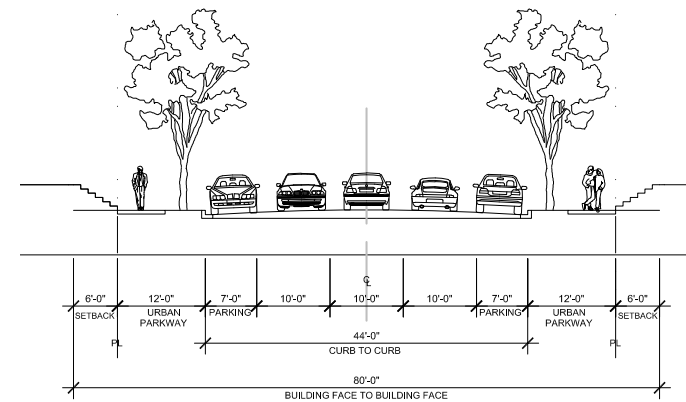 ℄
6'-0"
12'-0"
7'-0"
10'-0"
10'-0"
10'-0"
7'-0"
12'-0"
6'-0"
SETBACK
URBAN
PARKWAY
PARKING
PARKING
URBAN
PARKWAY
SETBACK
PL
44'-0"
PL
CURB TO CURB
80'-0"
BUILDING FACE TO BUILDING FACE